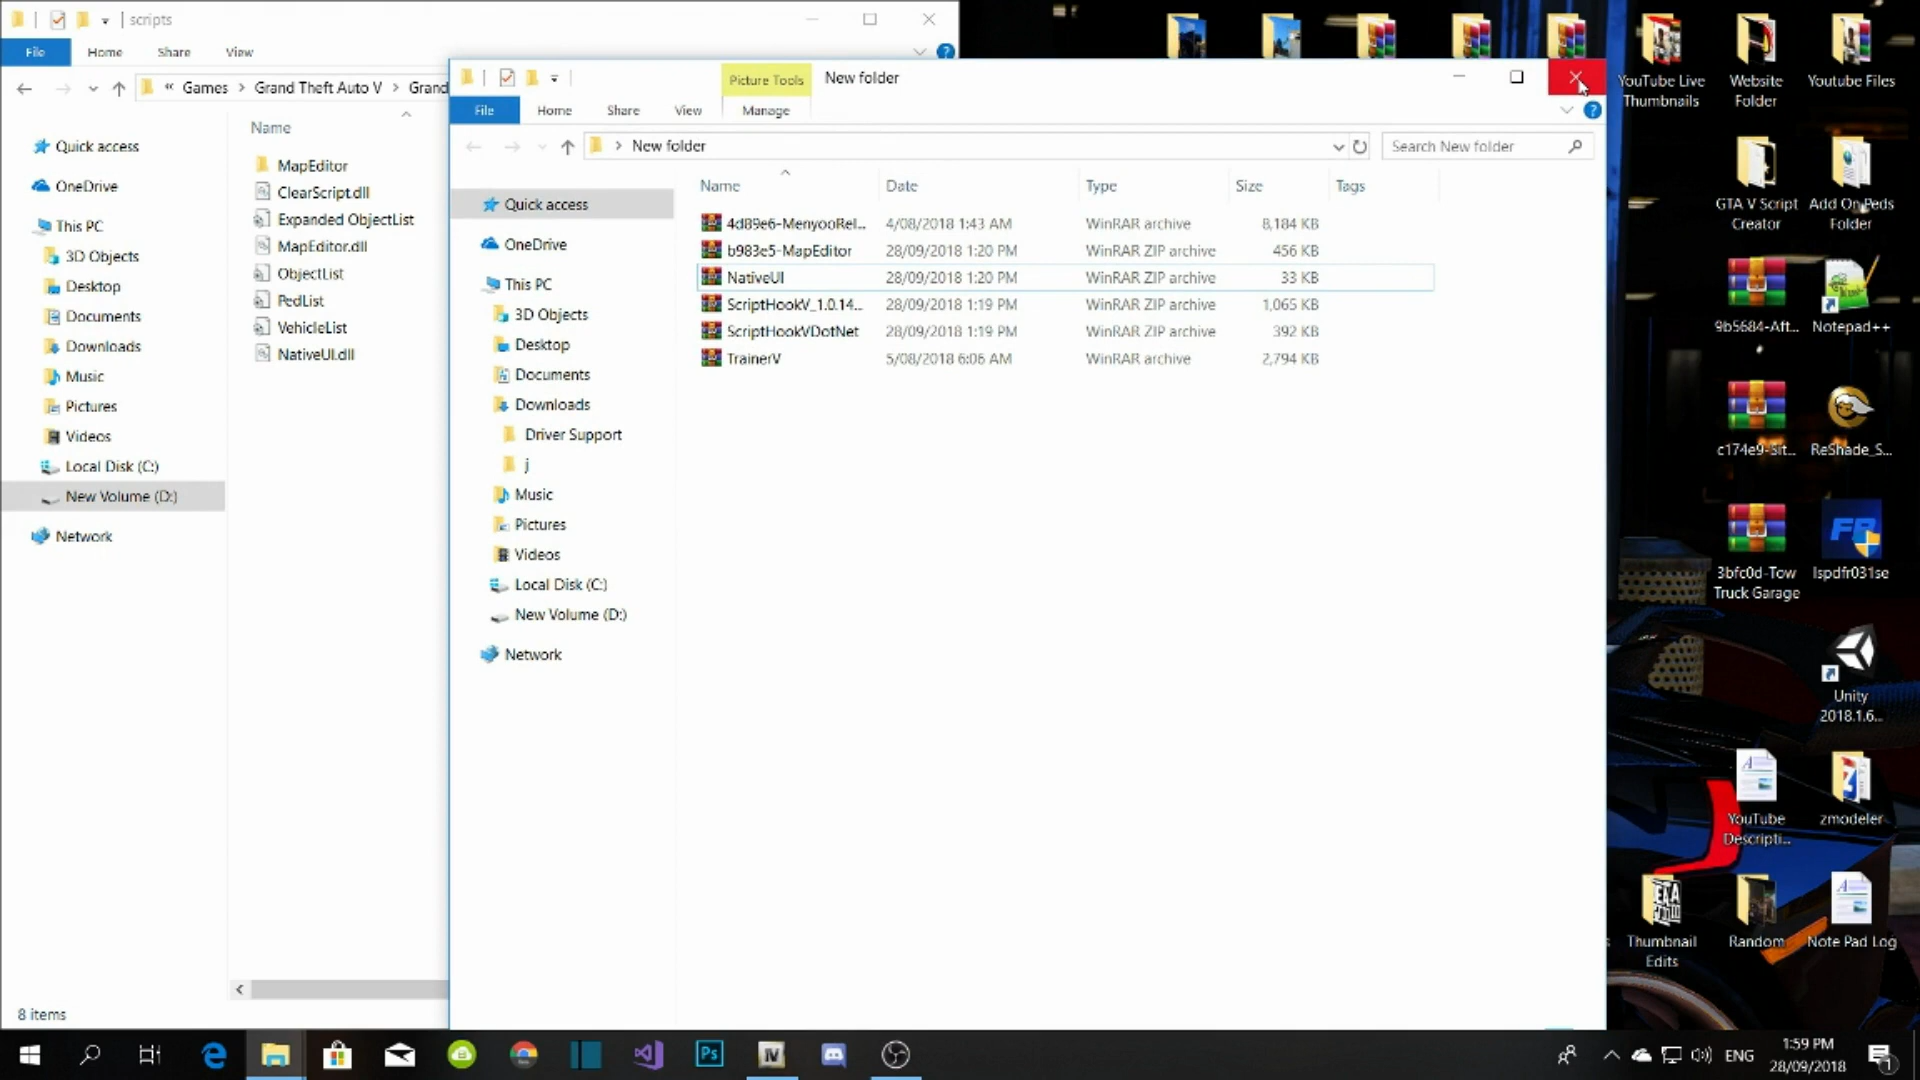 scripts
File Home Share View
« Games > Grand Theft Auto V > Grand
Name
Quick access
OneDrive
This PC
3D Objects
Desktop
Documents
Downloads
Music
Pictures
Videos
Local Disk (C:)
New Volume (D:)
Network
MapEditor
ClearScript.dll
Expanded ObjectList
MapEditor.dll
ObjectList
PedList
VehicleList
NativeUI.dll
8 items
Picture Tools New folder
File Home Share View Manage
> New folder
Search New folder
Quick access
OneDrive
This PC
3D Objects
Desktop
Documents
Downloads
Driver Support
j
Music
Pictures
Videos
Local Disk (C:)
New Volume (D:)
Network
Name Date Type Size Tags
4d89e6-MenyooRel... 4/08/2018 1:43 AM WinRAR archive 8,184 KB
b983e5-MapEditor 28/09/2018 1:20 PM WinRAR ZIP archive 456 KB
NativeUI 28/09/2018 1:20 PM WinRAR ZIP archive 33 KB
ScriptHookV_1.0.14... 28/09/2018 1:19 PM WinRAR ZIP archive 1,065 KB
ScriptHookVDotNet 28/09/2018 1:19 PM WinRAR ZIP archive 392 KB
TrainerV 5/08/2018 6:06 AM WinRAR archive 2,794 KB
YouTube Live
Thumbnails
Website
Folder
Youtube Files
GTA V Script
Creator
Add On Peds
Folder
9b5684-Aft...
Notepad++
c174e9-Sit...
ReShade_S...
3bfc0d-Tow
Truck Garage
lspdfr031se
Unity
2018.1.6...
YouTube
Descripti...
zmodeler
Thumbnail
Edits
Random
Note Pad Log
Ps
IV
ENG
1:59 PM
28/09/2018
1